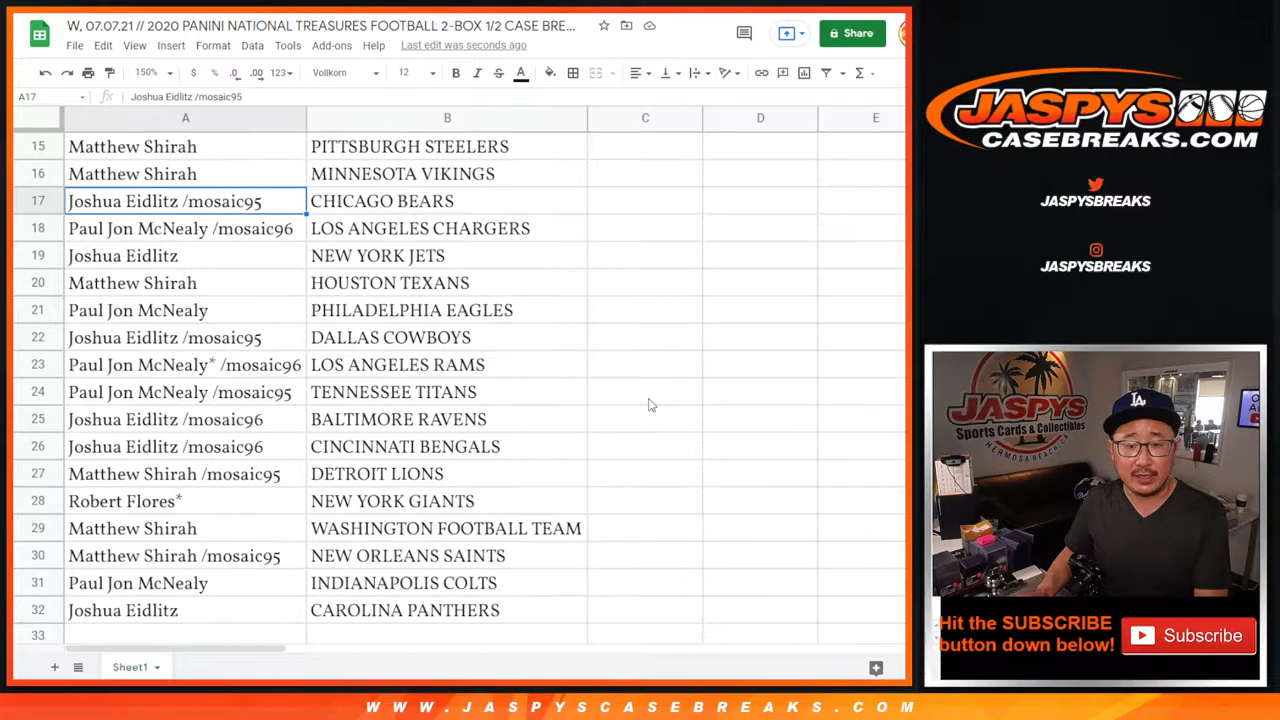 W, 07.07.21 // 2020 PANINI NATIONAL TREASURES FOOTBALL 2-BOX 1/2 CASE BRE...
File Edit View Insert Format Data Tools Add-ons Help Last edit was seconds ago
Share
150% $ % .0 .00 123 Vollkorn 12 B I S A
A17 fx Joshua Eidlitz /mosaic95
A B C D E
15 Matthew Shirah PITTSBURGH STEELERS
16 Matthew Shirah MINNESOTA VIKINGS
17 Joshua Eidlitz /mosaic95 CHICAGO BEARS
18 Paul Jon McNealy /mosaic96 LOS ANGELES CHARGERS
19 Joshua Eidlitz NEW YORK JETS
20 Matthew Shirah HOUSTON TEXANS
21 Paul Jon McNealy PHILADELPHIA EAGLES
22 Joshua Eidlitz /mosaic95 DALLAS COWBOYS
23 Paul Jon McNealy* /mosaic96 LOS ANGELES RAMS
24 Paul Jon McNealy /mosaic95 TENNESSEE TITANS
25 Joshua Eidlitz /mosaic96 BALTIMORE RAVENS
26 Joshua Eidlitz /mosaic96 CINCINNATI BENGALS
27 Matthew Shirah /mosaic95 DETROIT LIONS
28 Robert Flores* NEW YORK GIANTS
29 Matthew Shirah WASHINGTON FOOTBALL TEAM
30 Matthew Shirah /mosaic95 NEW ORLEANS SAINTS
31 Paul Jon McNealy INDIANAPOLIS COLTS
32 Joshua Eidlitz CAROLINA PANTHERS
33
Sheet1
JASPYS
CASEBREAKS.COM
JASPYSBREAKS
JASPYSBREAKS
JASPYS
Sports Cards & Collectibles
HERMOSA BEACH, CA
LA
Hit the SUBSCRIBE
button down below!
Subscribe
WWW.JASPYSCASEBREAKS.COM